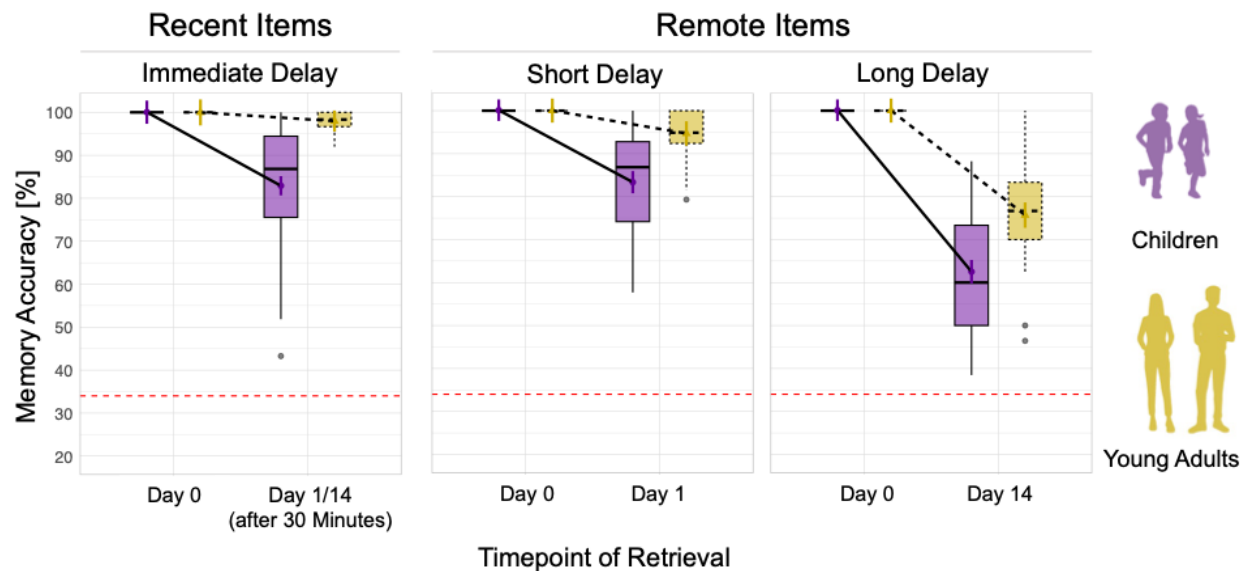 Recent Items
Remote Items
Immediate Delay
Short Delay
Long Delay
Memory Accuracy [%]
100
90
80
70
60
50
40
30
20
Day 0
Day 1/14
(after 30 Minutes)
Day 0
Day 1
Day 0
Day 14
Timepoint of Retrieval
Children
Young Adults